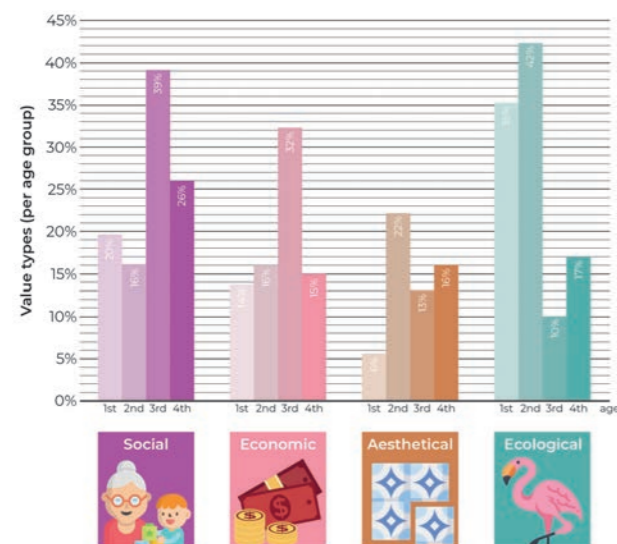 Value types (per age group)
45%
40%
35%
30%
25%
20%
15%
10%
5%
0%
20%
16%
39%
26%
14%
16%
32%
15%
6%
22%
13%
16%
42%
10%
17%
1st 2nd 3rd 4th
1st 2nd 3rd 4th
1st 2nd 3rd 4th
1st 2nd 3rd 4th
age
Social
Economic
Aesthetical
Ecological